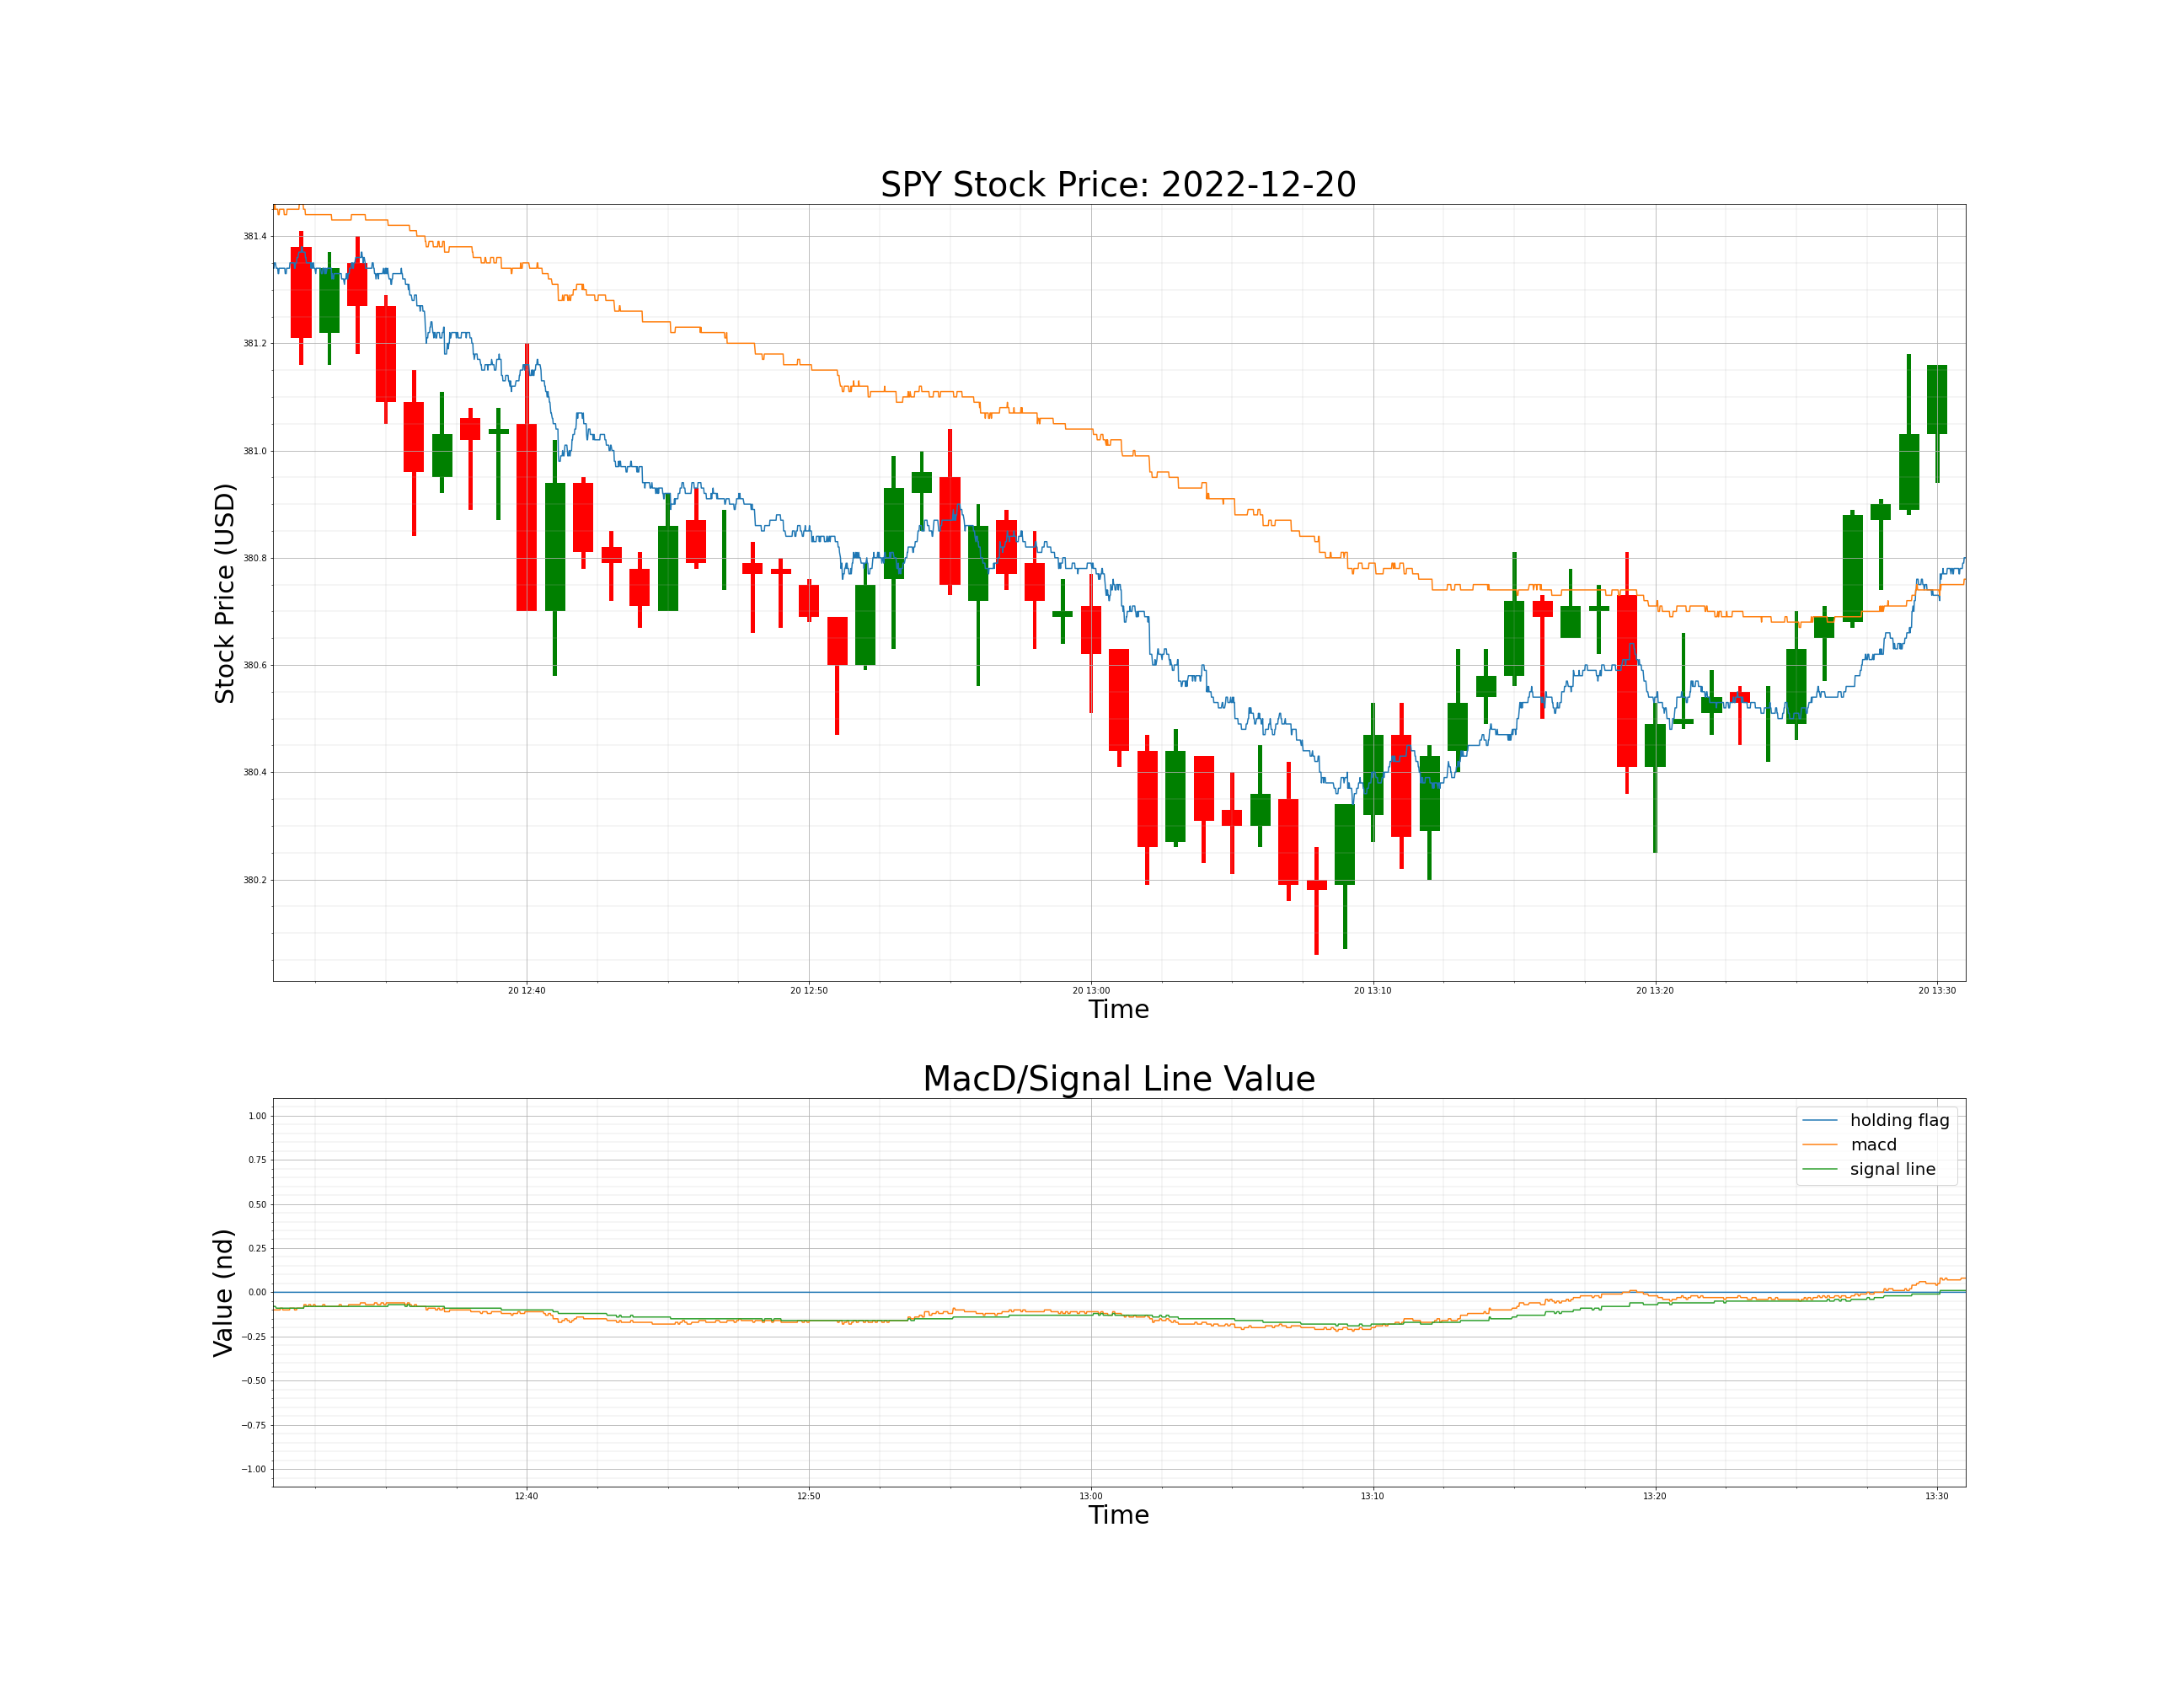 SPY Stock Price: 2022-12-20
Stock Price (USD)
381.4
381.2
381.0
380.8
380.6
380.4
380.2
20 12:40 20 12:50 20 13:00 20 13:10 20 13:20 20 13:30
Time
MacD/Signal Line Value
Value (nd)
1.00
0.75
0.50
0.25
0.00
−0.25
−0.50
−0.75
−1.00
holding flag
macd
signal line
12:40 12:50 13:00 13:10 13:20 13:30
Time